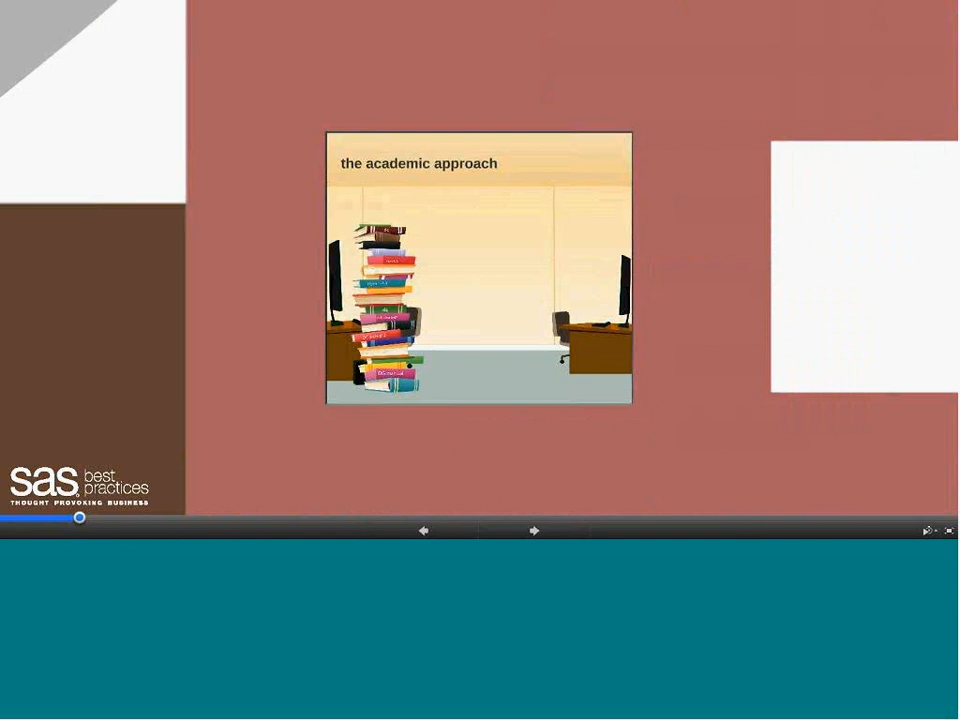 the academic approach
sas best
practices
THOUGHT PROVOKING BUSINESS